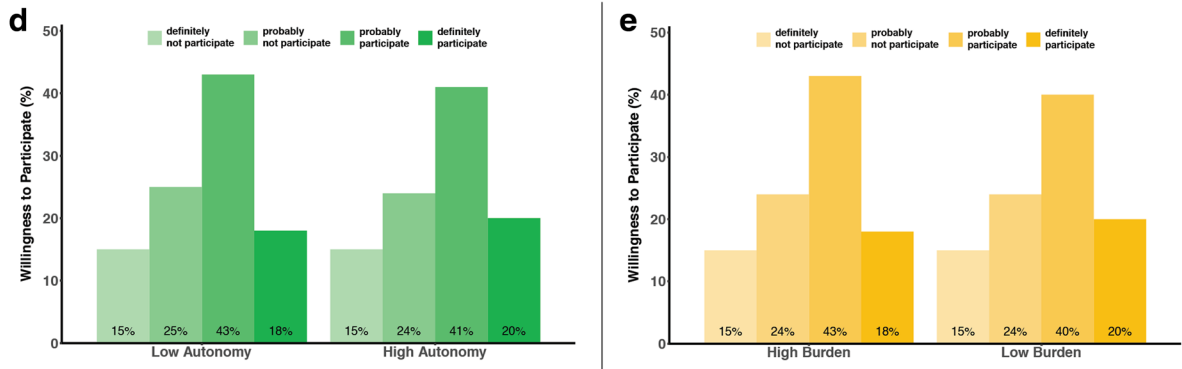 d
definitely not participate
probably not participate
probably participate
definitely participate
Willingness to Participate (%)
50
40
30
20
10
0
15% 25% 43% 18%
15% 24% 41% 20%
Low Autonomy
High Autonomy
e
definitely not participate
probably not participate
probably participate
definitely participate
Willingness to Participate (%)
50
40
30
20
10
0
15% 24% 43% 18%
15% 24% 40% 20%
High Burden
Low Burden